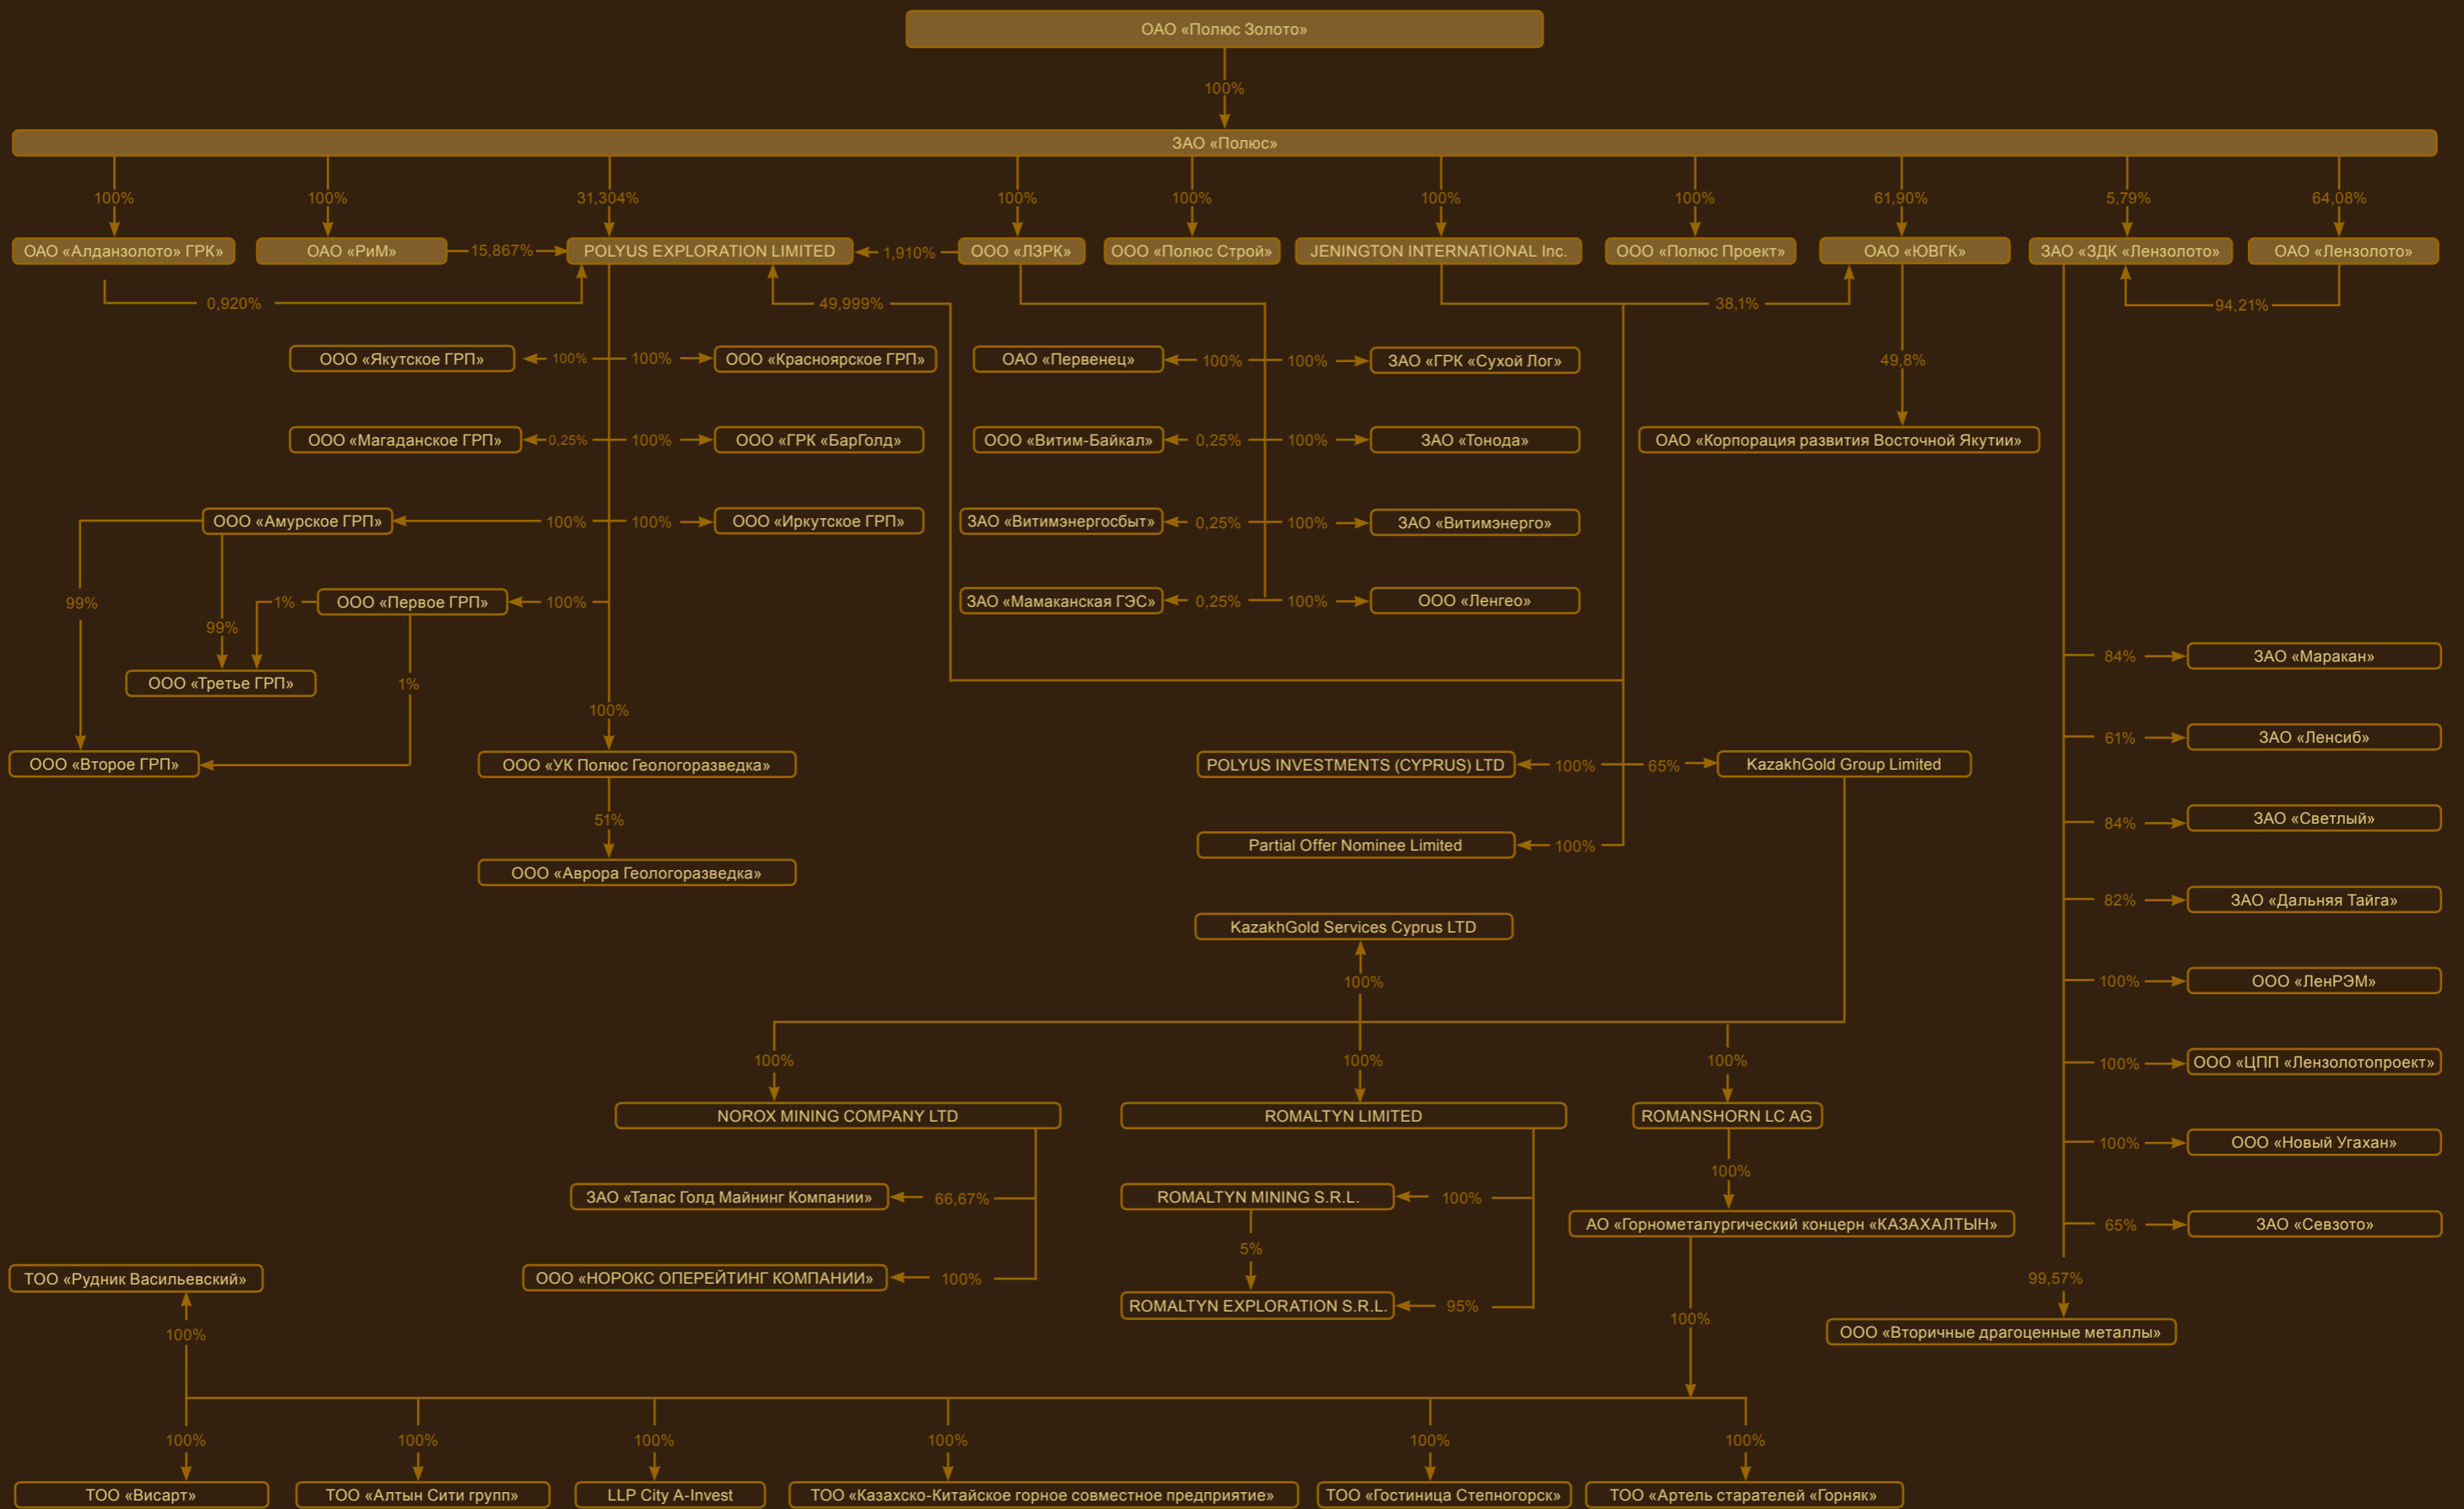 ОАО «Полюс Золото»
100%
ЗАО «Полюс»
100%
100%
31,304%
100%
100%
100%
100%
61,90%
5,79%
64,08%
ОАО «Алданзолото» ГРК»
ОАО «РиМ»
15,867%
POLYUS EXPLORATION LIMITED
1,910%
ООО «ЛЗРК»
ООО «Полюс Строй»
JENINGTON INTERNATIONAL Inc.
ООО «Полюс Проект»
ОАО «ЮВГК»
ЗАО «ЗДК «Лензолото»
ОАО «Лензолото»
0,920%
49,999%
38,1%
94,21%
ООО «Якутское ГРП»
100%
100%
ООО «Красноярское ГРП»
ОАО «Первенец»
100%
100%
ЗАО «ГРК «Сухой Лог»
49,8%
ООО «Магаданское ГРП»
0,25%
100%
ООО «ГРК «БарГолд»
ООО «Витим-Байкал»
0,25%
100%
ЗАО «Тонода»
ОАО «Корпорация развития Восточной Якутии»
ООО «Амурское ГРП»
100%
100%
ООО «Иркутское ГРП»
ЗАО «Витимэнергосбыт»
0,25%
100%
ЗАО «Витимэнерго»
99%
1%
ООО «Первое ГРП»
100%
ЗАО «Мамаканская ГЭС»
0,25%
100%
ООО «Ленгео»
99%
84%
ЗАО «Маракан»
ООО «Третье ГРП»
1%
100%
61%
ЗАО «Ленсиб»
ООО «Второе ГРП»
ООО «УК Полюс Геологоразведка»
POLYUS INVESTMENTS (CYPRUS) LTD
100%
65%
KazakhGold Group Limited
51%
84%
ЗАО «Светлый»
Partial Offer Nominee Limited
100%
ООО «Аврора Геологоразведка»
82%
ЗАО «Дальняя Тайга»
KazakhGold Services Cyprus LTD
100%
100%
ООО «ЛенРЭМ»
100%
100%
100%
100%
ООО «ЦПП «Лензолотопроект»
NOROX MINING COMPANY LTD
ROMALTYN LIMITED
ROMANSHORN LC AG
100%
ООО «Новый Угахан»
100%
ЗАО «Талас Голд Майнинг Компании»
66,67%
ROMALTYN MINING S.R.L.
100%
АО «Горнометалургический концерн «КАЗАХАЛТЫН»
65%
ЗАО «Севзото»
5%
ТОО «Рудник Васильевский»
ООО «НОРОКС ОПЕРЕЙТИНГ КОМПАНИИ»
100%
99,57%
ROMALTYN EXPLORATION S.R.L.
95%
100%
100%
ООО «Вторичные драгоценные металлы»
100%
100%
100%
100%
100%
100%
ТОО «Висарт»
ТОО «Алтын Сити групп»
LLP City A-Invest
ТОО «Казахско-Китайское горное совместное предприятие»
ТОО «Гостиница Степногорск»
ТОО «Артель старателей «Горняк»